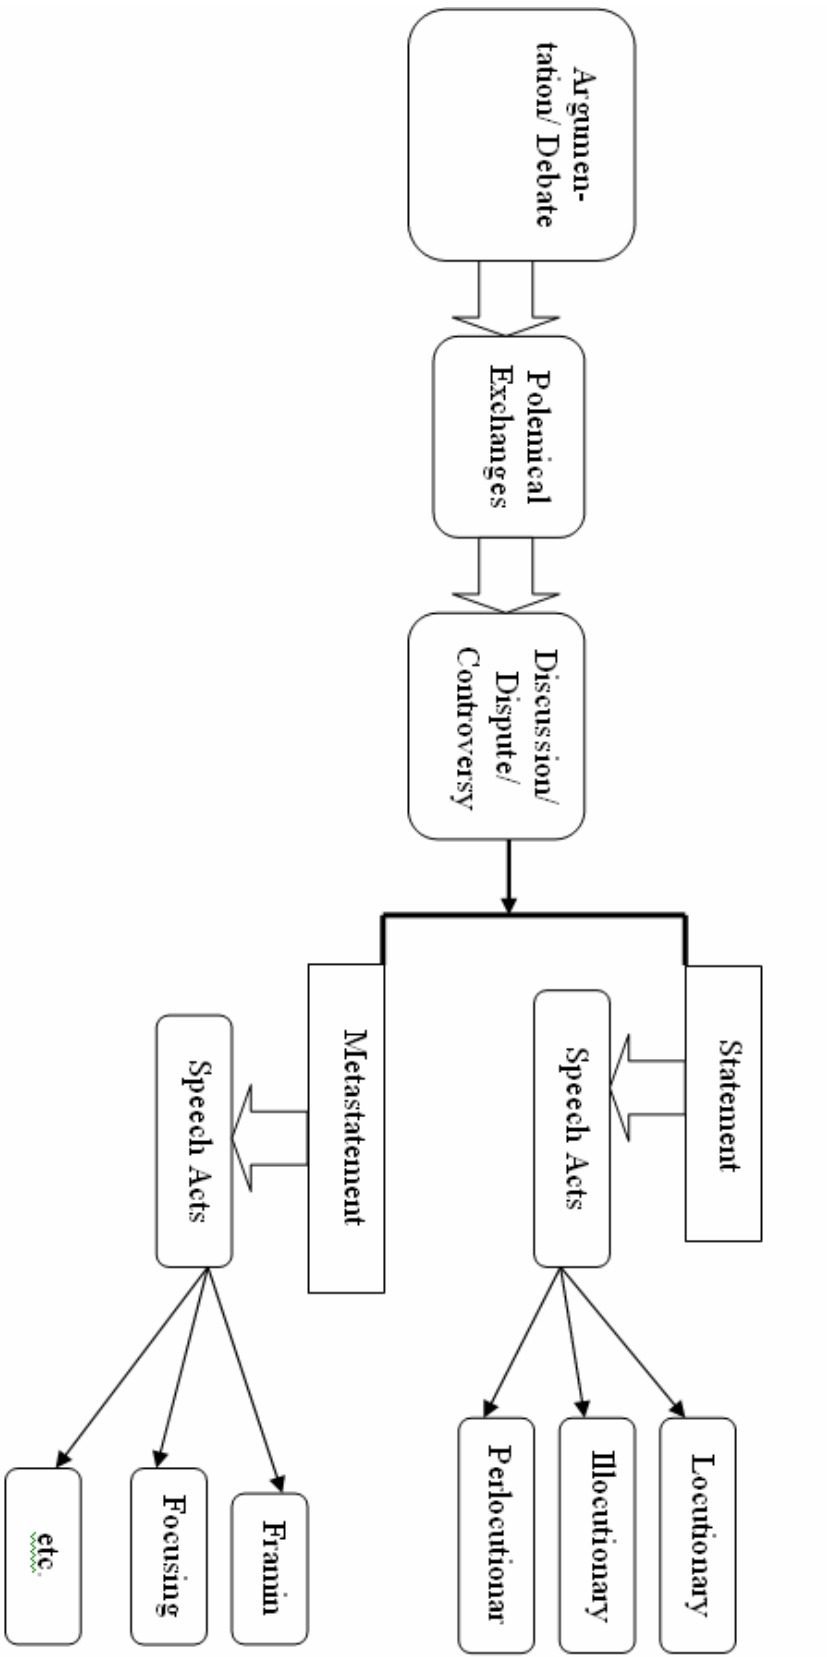 Argumen-
tation/ Debate
Polemical
Exchanges
Discussion/
Dispute/
Controversy
Statement
Speech Acts
Locutionary
Illocutionary
Perlocutionar
Metastatement
Speech Acts
Framin
Focusing
etc.